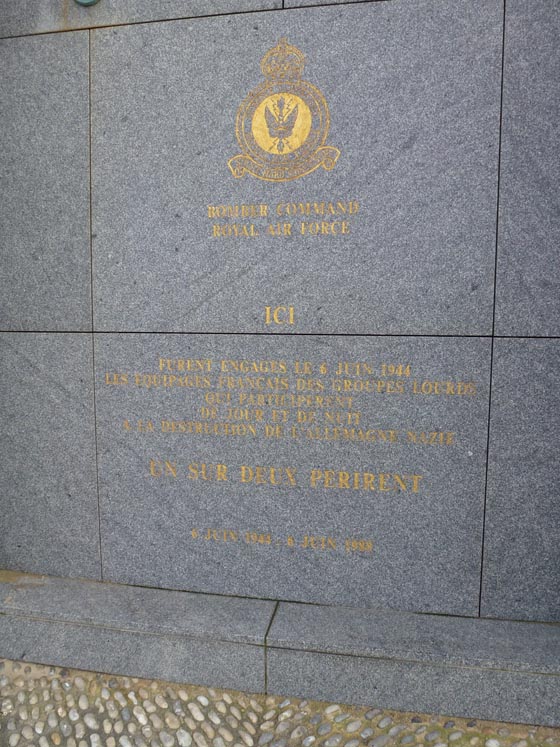 BOMBER COMMAND
ROYAL AIR FORCE
ICI
FURENT ENGAGES LE 6 JUIN 1944
LES EQUIPAGES FRANÇAIS DES GROUPES LOURDS
QUI PARTICIPERENT
DE JOUR ET DE NUIT
A LA DESTRUCTION DE L'ALLEMAGNE NAZIE
UN SUR DEUX PERIRENT
6 JUIN 1944 - 6 JUIN 1988